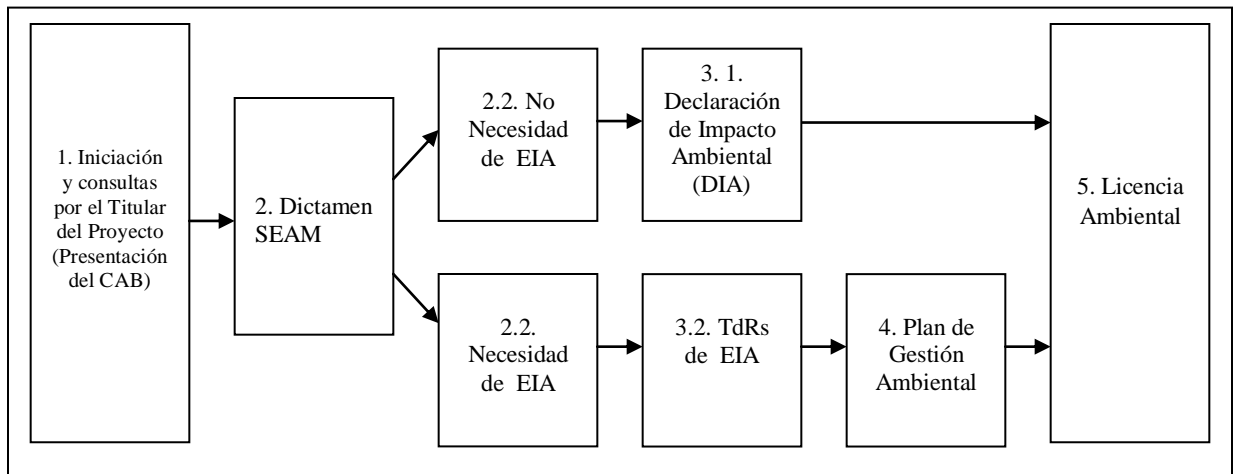 1. Iniciación
y consultas
por el Titular
del Proyecto
(Presentación
del CAB)
2. Dictamen
SEAM
2.2. No
Necesidad
de EIA
3. 1.
Declaración
de Impacto
Ambiental
(DIA)
2.2.
Necesidad
de EIA
3.2. TdRs
de EIA
4. Plan de
Gestión
Ambiental
5. Licencia
Ambiental